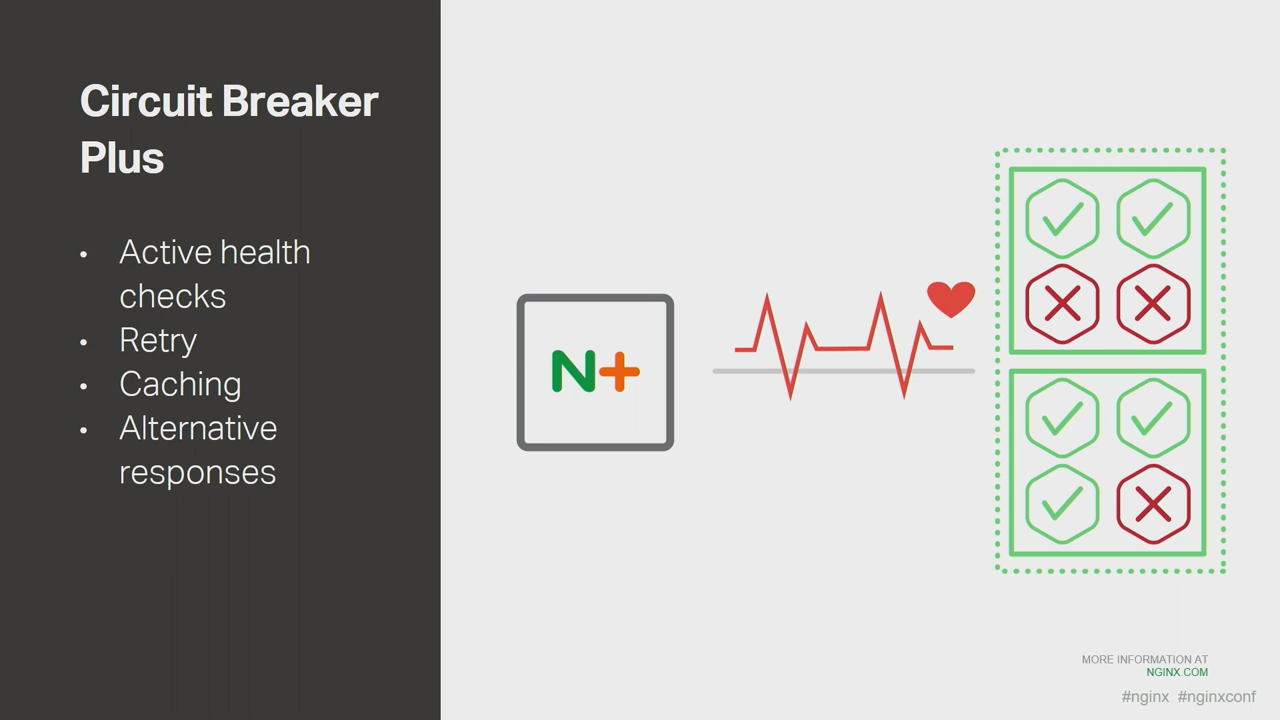 Circuit Breaker
Plus
• Active health
checks
• Retry
• Caching
• Alternative
responses
N+
MORE INFORMATION AT
NGINX.COM
#nginx #nginxconf